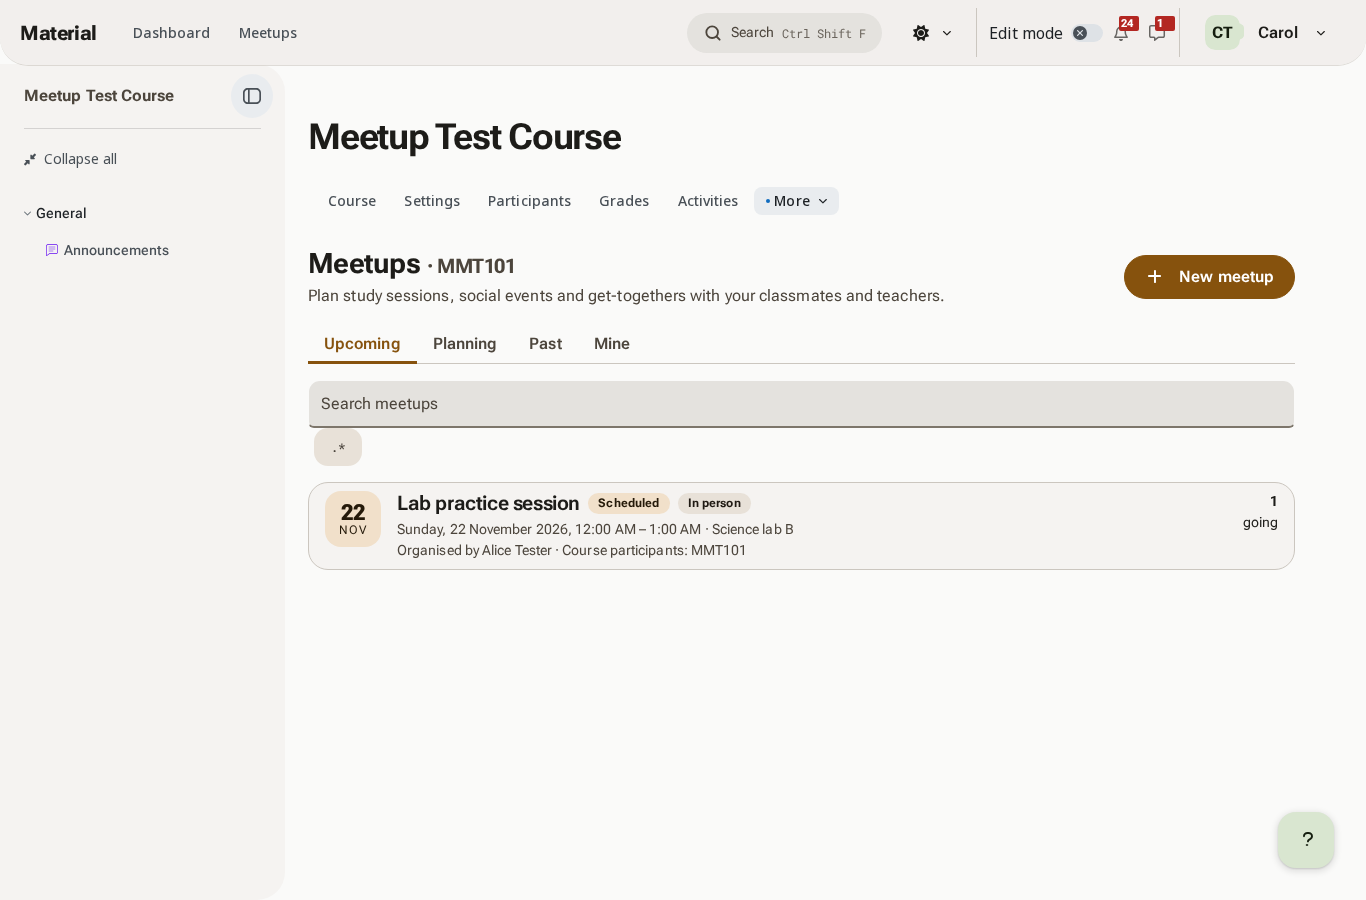 Material
Dashboard
Meetups
Search Ctrl Shift F
Edit mode
24
1
CT
Carol
Meetup Test Course
Collapse all
General
Announcements
Meetup Test Course
Course
Settings
Participants
Grades
Activities
More
Meetups · MMT101
Plan study sessions, social events and get-togethers with your classmates and teachers.
New meetup
Upcoming
Planning
Past
Mine
Search meetups
.*
22
NOV
Lab practice session
Scheduled
In person
Sunday, 22 November 2026, 12:00 AM – 1:00 AM · Science lab B
Organised by Alice Tester · Course participants: MMT101
1
going
?